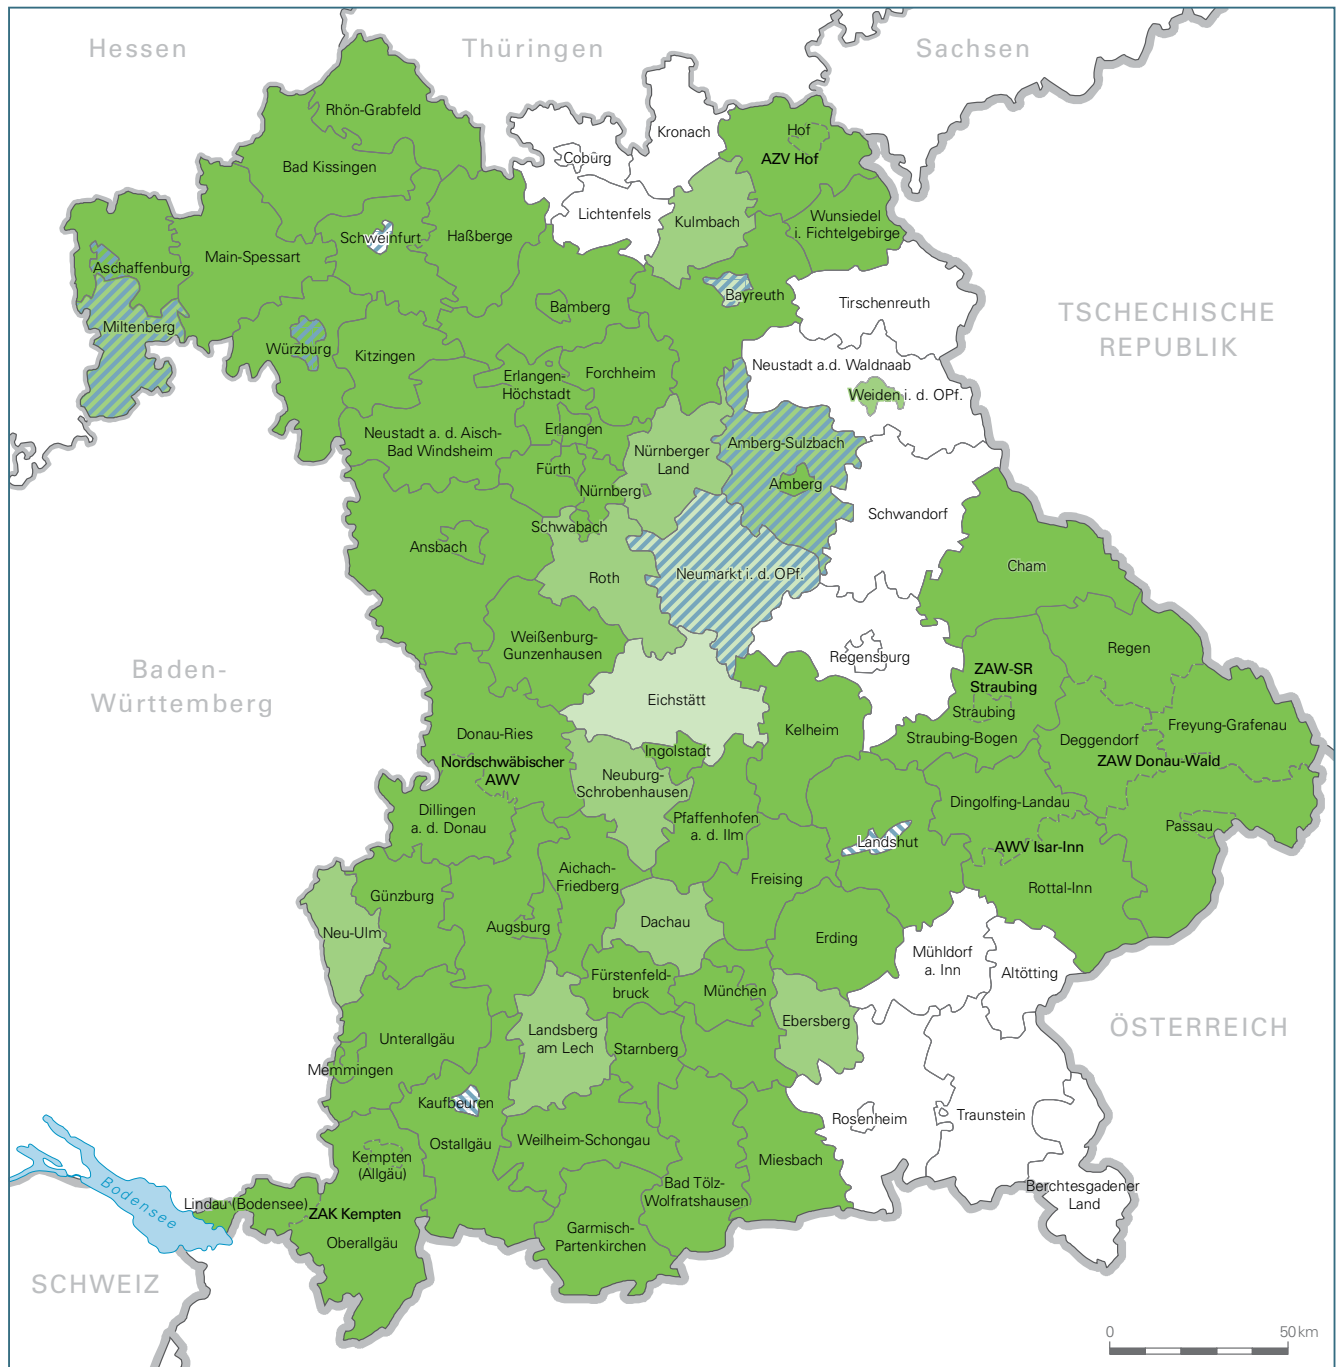 Hessen
Thüringen
Sachsen
Rhön-Grabfeld
Kronach
Hof
AZV Hof
Coburg
Bad Kissingen
Lichtenfels
Kulmbach
Wunsiedel
i. Fichtelgebirge
Schweinfurt
Haßberge
Main-Spessart
Aschaffenburg
Bayreuth
Tirschenreuth
Bamberg
TSCHECHISCHE
REPUBLIK
Miltenberg
Würzburg
Kitzingen
Neustadt a.d. Waldnaab
Forchheim
Erlangen-
Höchstadt
Weiden i. d. OPf.
Erlangen
Neustadt a. d. Aisch-
Bad Windsheim
Amberg-Sulzbach
Nürnberger
Land
Fürth
Amberg
Nürnberg
Schwandorf
Schwabach
Ansbach
Cham
Roth
Neumarkt i. d. OPf.
Weißenburg-
Gunzenhausen
Regen
Regensburg
ZAW-SR
Straubing
Baden-
Württemberg
Eichstätt
Straubing
Freyung-Grafenau
Kelheim
Donau-Ries
Straubing-Bogen
Deggendorf
Ingolstadt
Nordschwäbischer
AWV
ZAW Donau-Wald
Neuburg-
Schrobenhausen
Dingolfing-Landau
Dillingen
a. d. Donau
Pfaffenhofen
a. d. Ilm
Passau
Landshut
AWV Isar-Inn
Aichach-
Friedberg
Freising
Rottal-Inn
Günzburg
Dachau
Augsburg
Neu-Ulm
Erding
Mühldorf
a. Inn
Altötting
Fürstenfeld-
bruck
München
Ebersberg
ÖSTERREICH
Landsberg
am Lech
Unterallgäu
Starnberg
Memmingen
Kaufbeuren
Rosenheim
Traunstein
Ostallgäu
Weilheim-Schongau
Kempten
(Allgäu)
Miesbach
Bad Tölz-
Wolfratshausen
Berchtesgadener
Land
Bodensee
Lindau (Bodensee)
ZAK Kempten
Garmisch-
Partenkirchen
Oberallgäu
SCHWEIZ
0 50 km